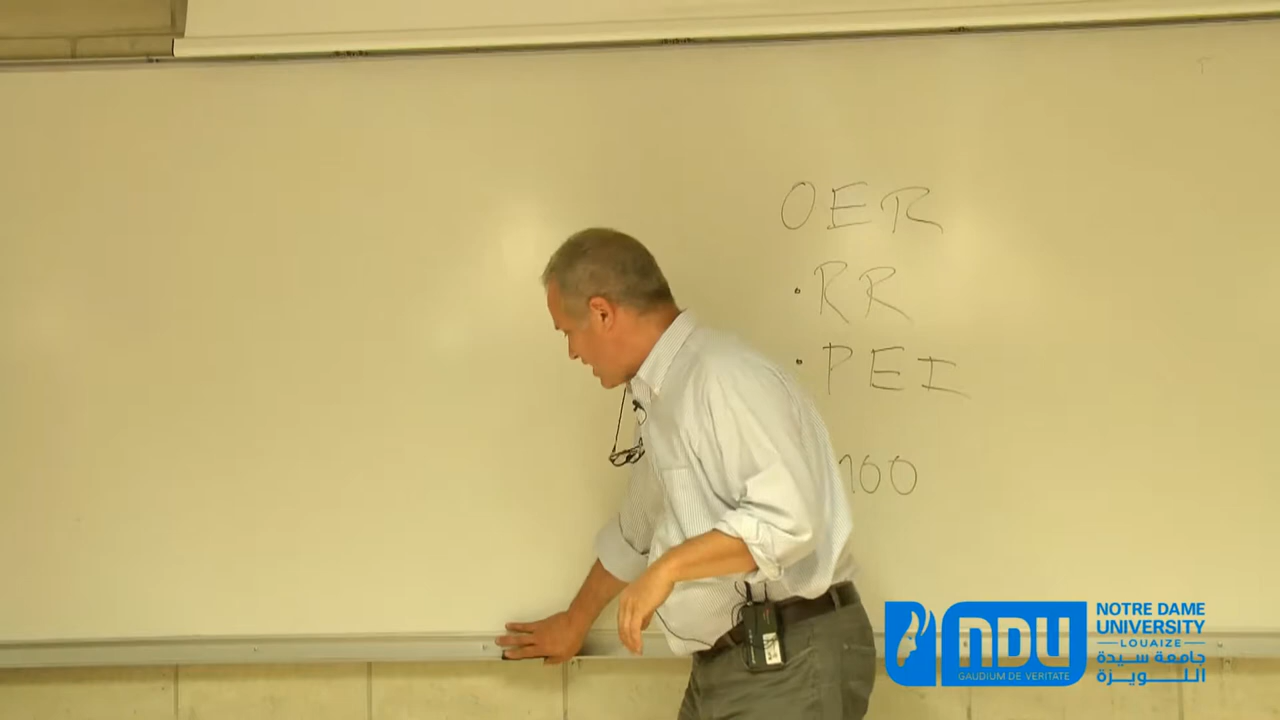 OER
• RR
• PEI
100
NDU
GAUDIUM DE VERITATE
NOTRE DAME
UNIVERSITY
LOUAIZE
جامعة سيدة
اللويزة